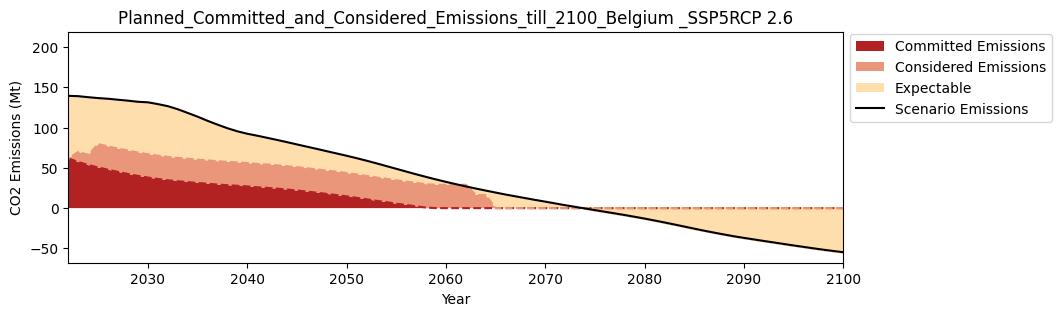 Planned_Committed_and_Considered_Emissions_till_2100_Belgium _SSP5RCP 2.6
Committed Emissions
Considered Emissions
Expectable
Scenario Emissions
CO2 Emissions (Mt)
200
150
100
50
0
−50
2030
2040
2050
2060
2070
2080
2090
2100
Year